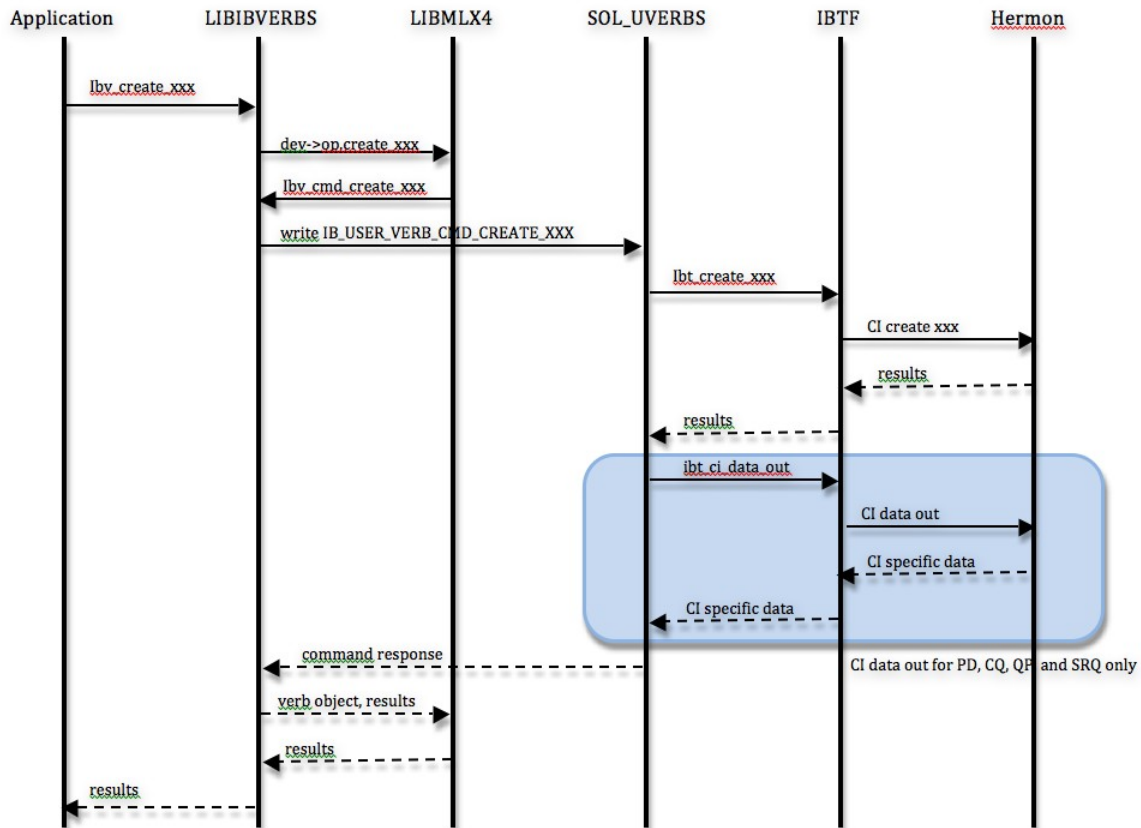 Application LIBIBVERBS LIBMLX4 SOL_UVERBS IBTF Hermon
Ibv_create_xxx
dev->op.create_xxx
Ibv_cmd_create_xxx
write IB_USER_VERB_CMD_CREATE_XXX
Ibt_create_xxx
CI create xxx
results
results
ibt_ci_data_out
CI data out
CI specific data
CI specific data
command response
CI data out for PD, CQ, QP, and SRQ only
verb object, results
results
results